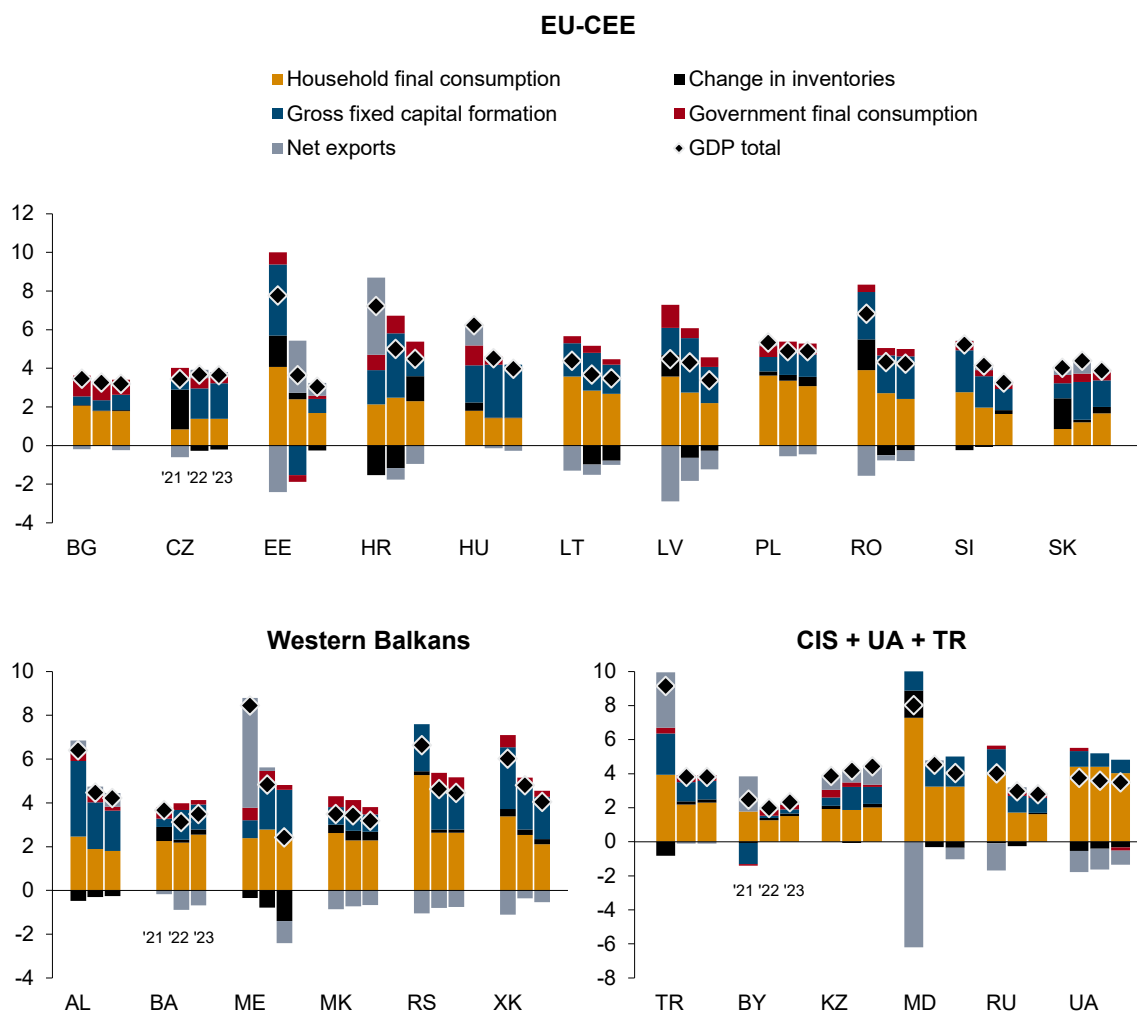 EU-CEE
Household final consumption
Change in inventories
Gross fixed capital formation
Government final consumption
Net exports
GDP total
12
10
8
6
4
2
0
-2
-4
'21 '22 '23
BG CZ EE HR HU LT LV PL RO SI SK
Western Balkans
10
8
6
4
2
0
-2
-4
'21 '22 '23
AL BA ME MK RS XK
CIS + UA + TR
10
8
6
4
2
0
-2
-4
-6
-8
'21 '22 '23
TR BY KZ MD RU UA